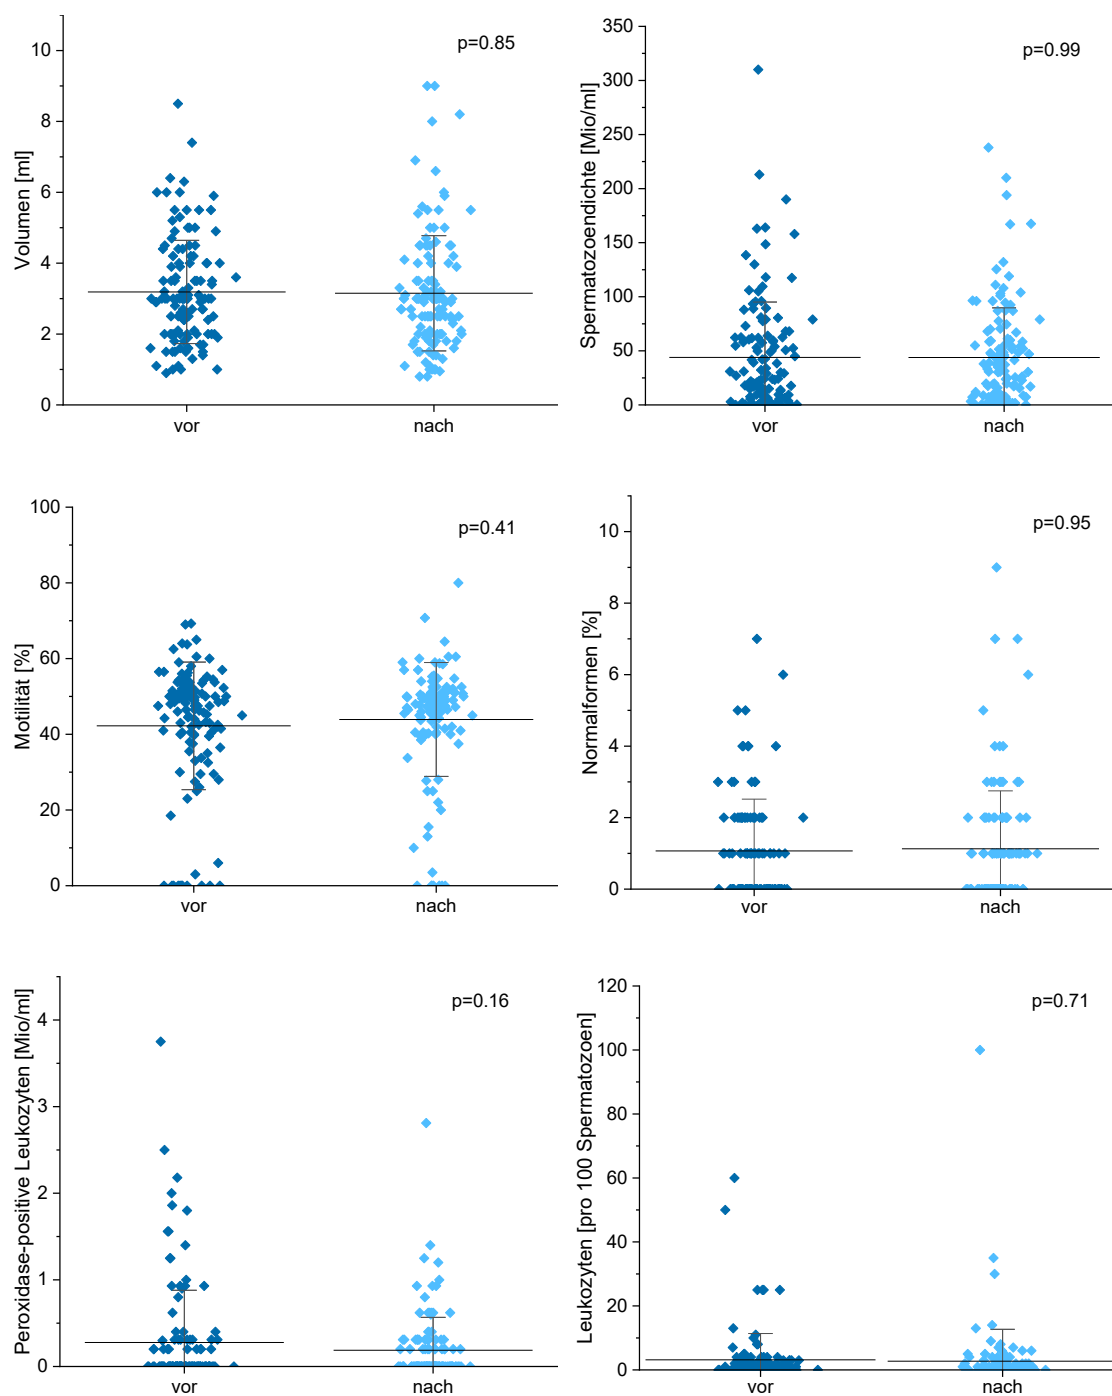 Volumen [ml]
10
8
6
4
2
0
p=0.85
vor
nach
Spermatozoendichte [Mio/ml]
350
300
250
200
150
100
50
0
p=0.99
vor
nach
Motilität [%]
100
80
60
40
20
0
p=0.41
vor
nach
Normalformen [%]
10
8
6
4
2
0
p=0.95
vor
nach
Peroxidase-positive Leukozyten [Mio/ml]
4
3
2
1
0
p=0.16
vor
nach
Leukozyten [pro 100 Spermatozoen]
120
100
80
60
40
20
0
p=0.71
vor
nach